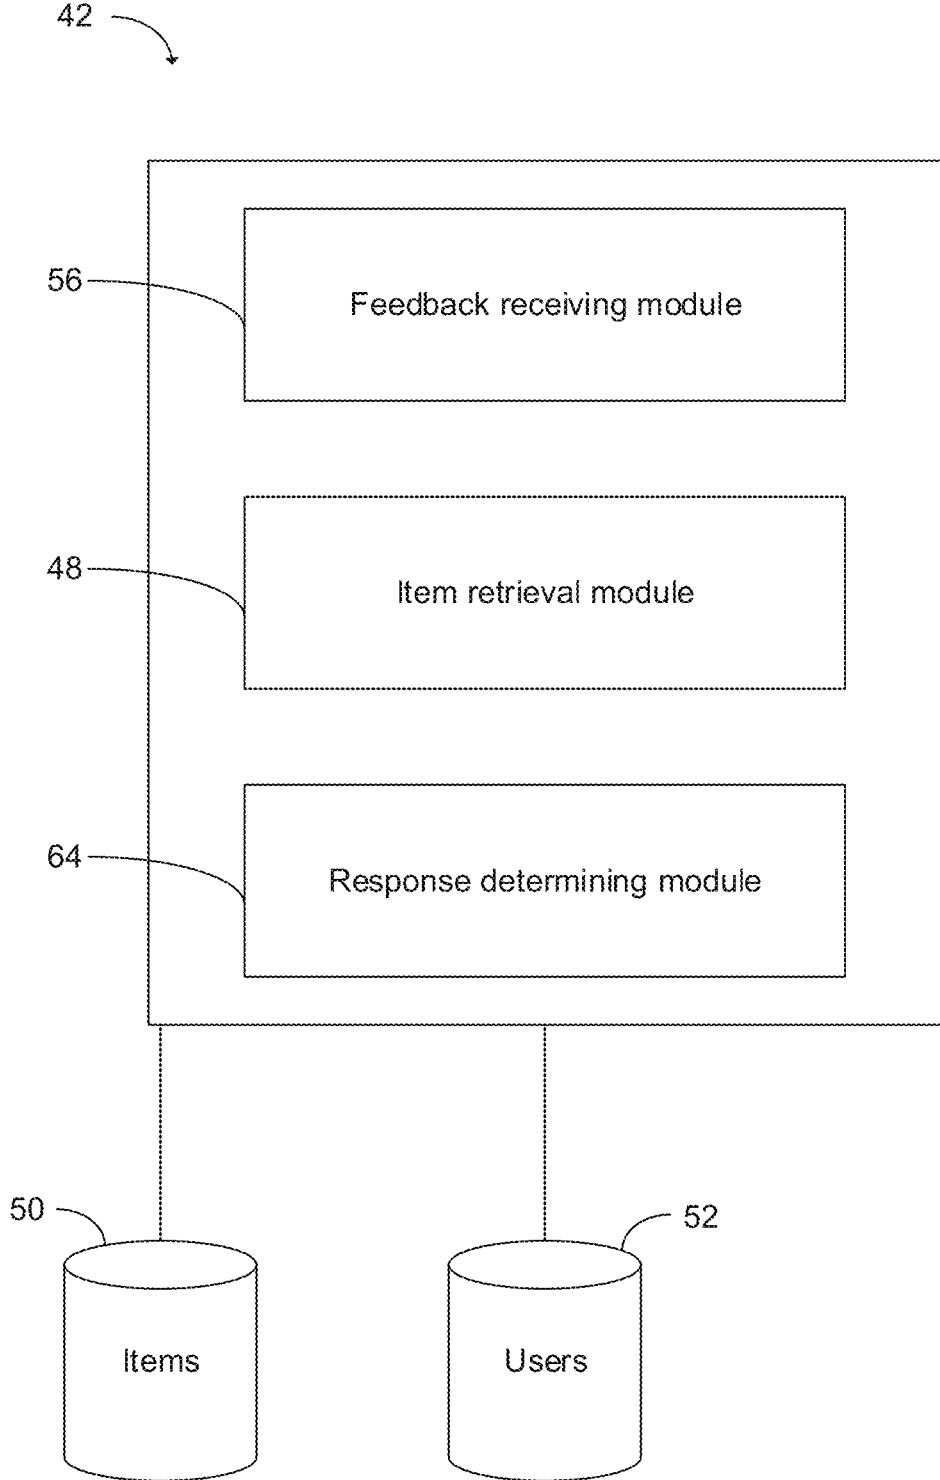 42
56
Feedback receiving module
48
Item retrieval module
64
Response determining module
50
52
Items
Users